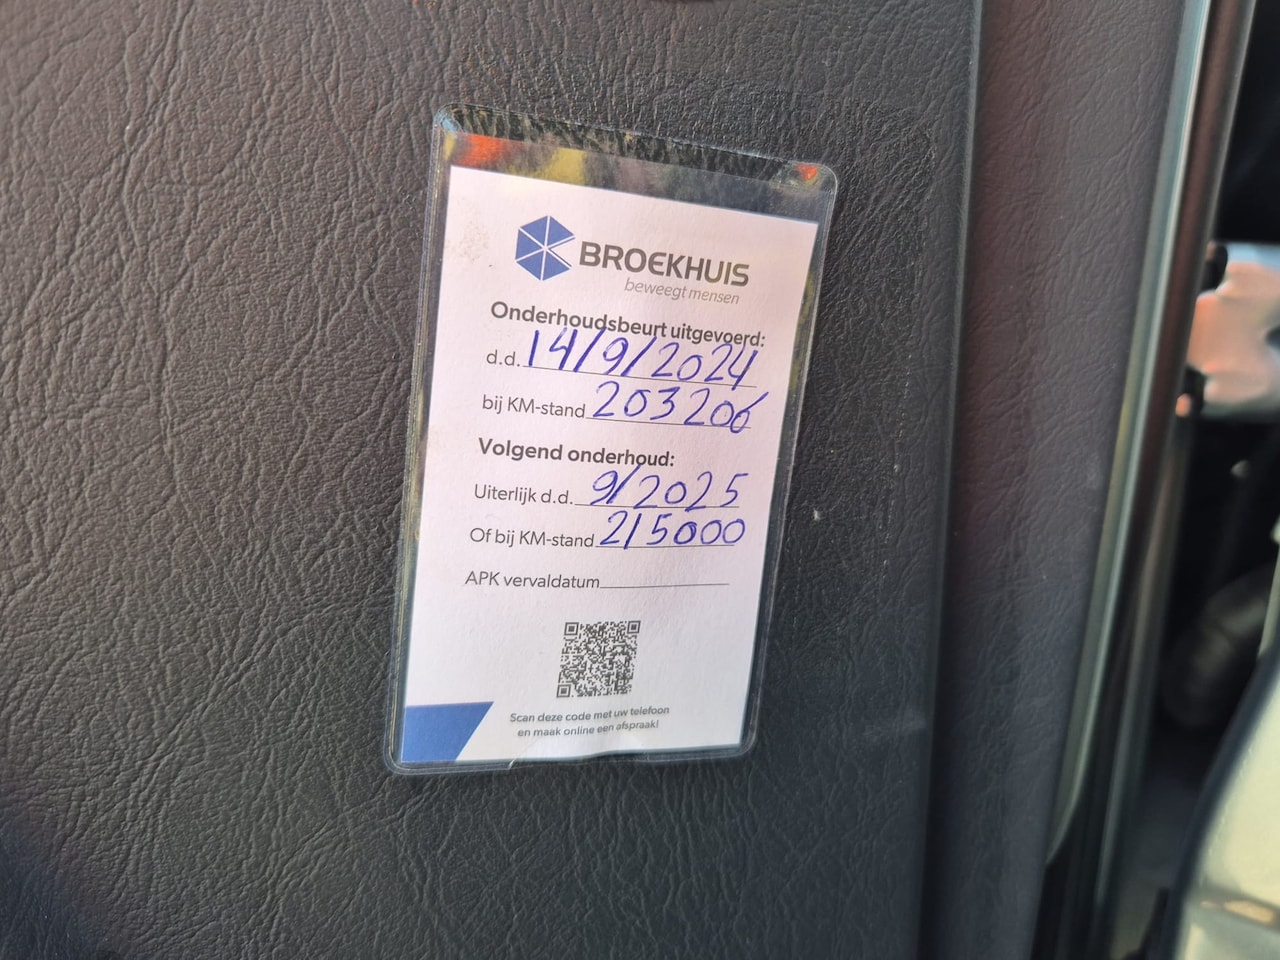 BROEKHUIS
beweegt mensen
Onderhoudsbeurt uitgevoerd:
d.d. 14/9/2024
bij KM-stand 203206
Volgend onderhoud:
Uiterlijk d.d. 9/2025
Of bij KM-stand 215000
APK vervaldatum
Scan deze code met uw telefoon
en maak online een afspraak!